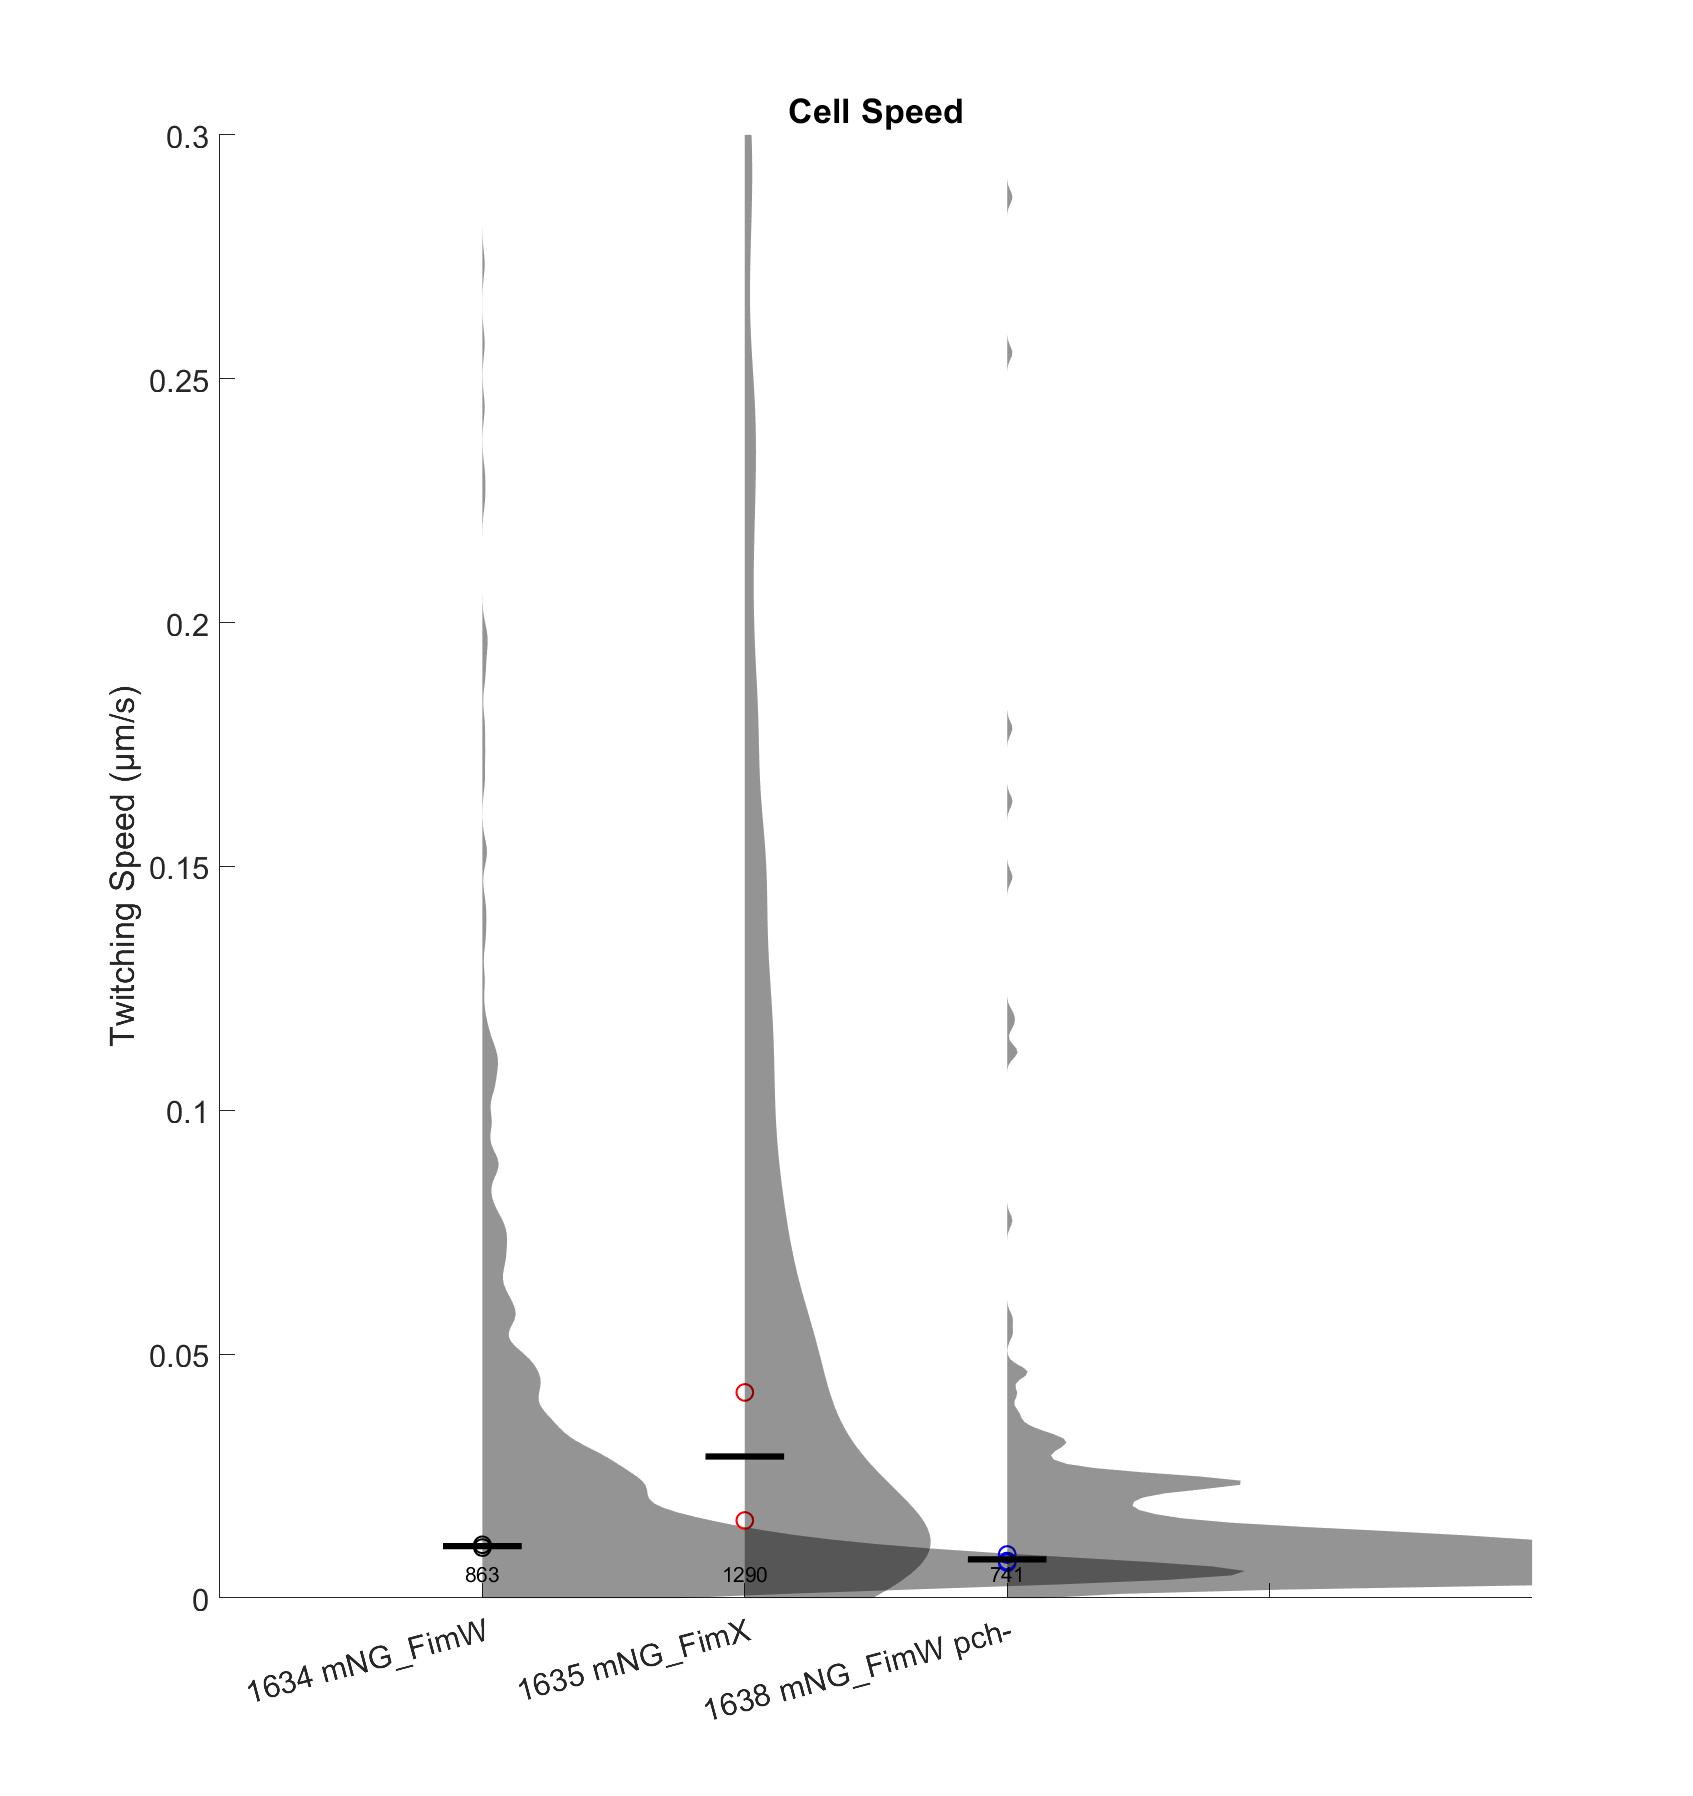 Cell Speed
0.3
0.25
0.2
0.15
0.1
0.05
0
Twitching Speed (μm/s)
863
1290
741
1634 mNG_FimW
1635 mNG_FimX
1638 mNG_FimW pch-